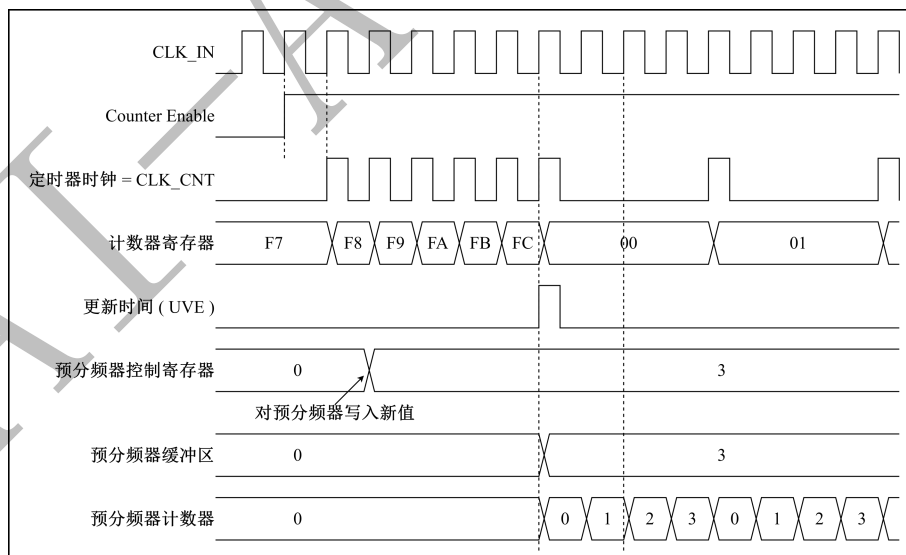 CLK_IN
Counter Enable
定时器时钟 = CLK_CNT
计数器寄存器 F7 F8 F9 FA FB FC 00 01
更新时间 ( UVE )
预分频器控制寄存器 0 3
对预分频器写入新值
预分频器缓冲区 0 3
预分频器计数器 0 0 1 2 3 0 1 2 3